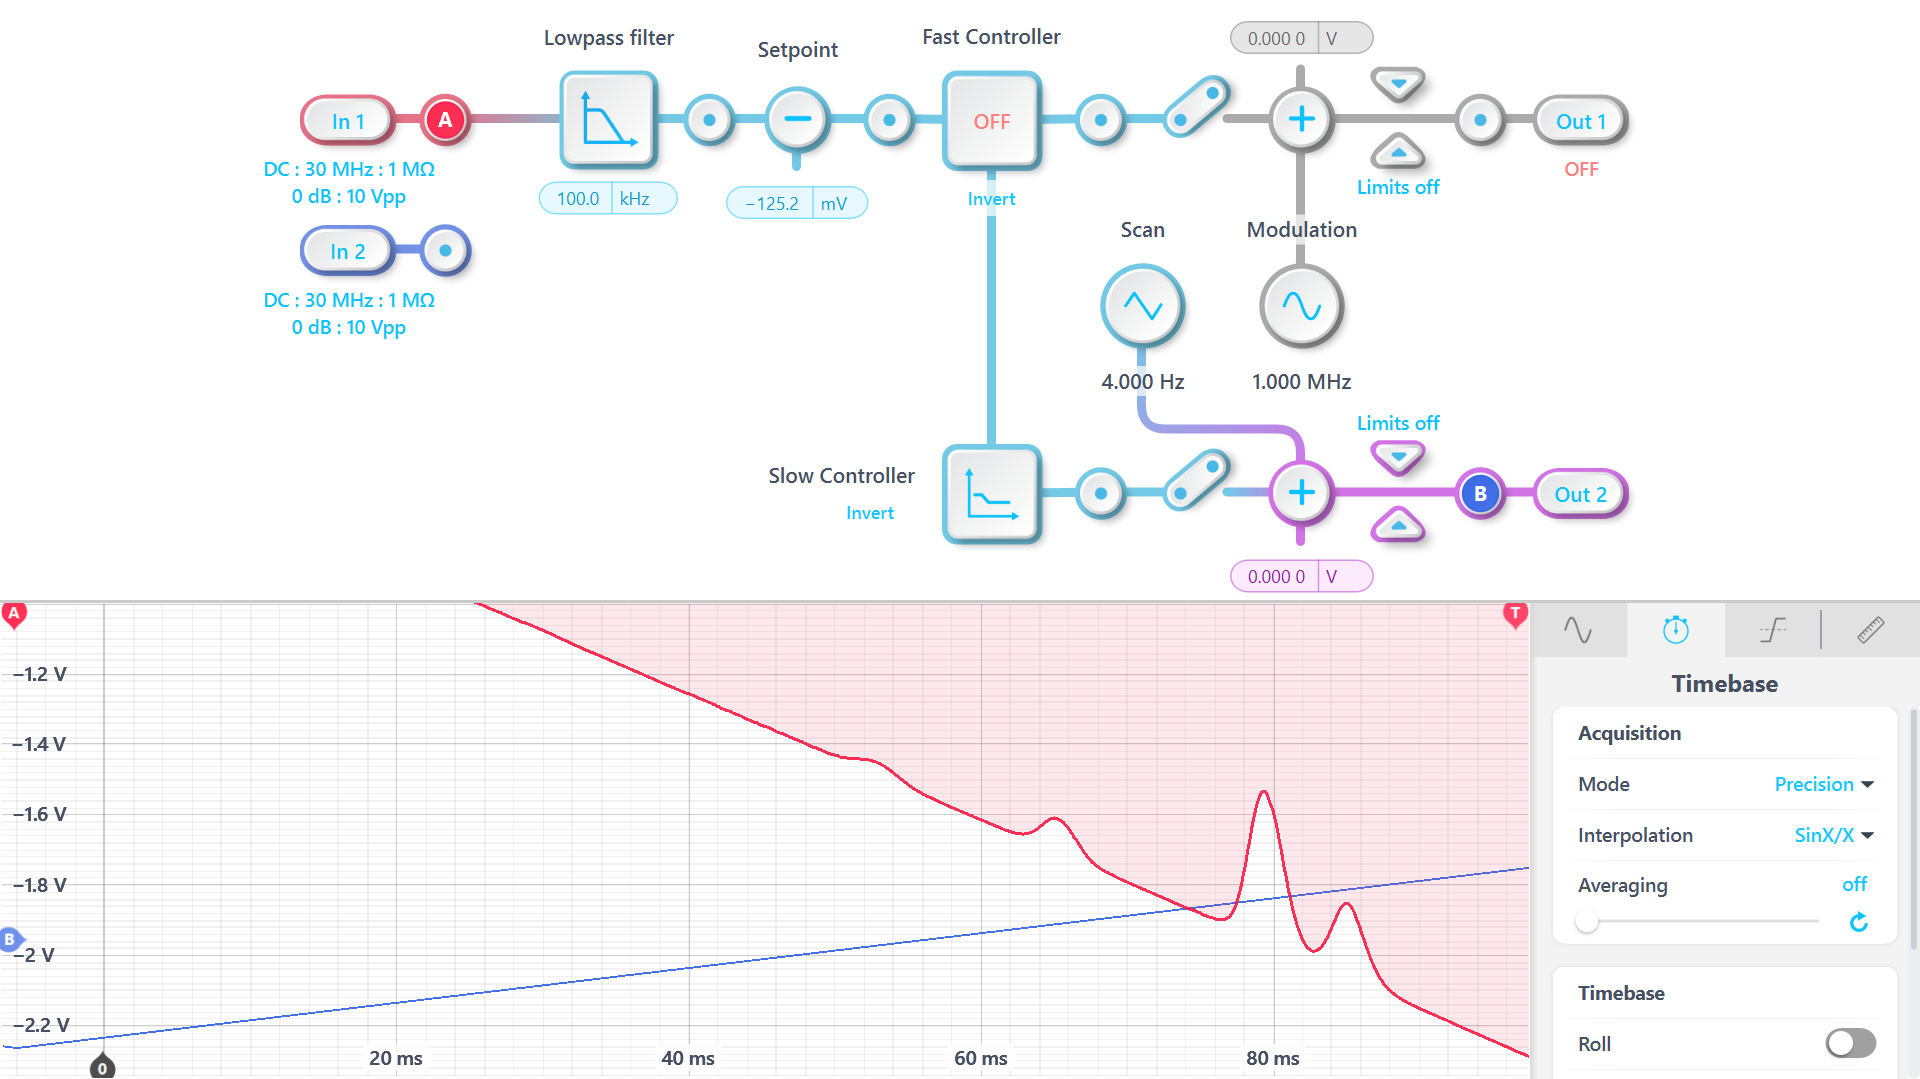 Lowpass filter
Setpoint
Fast Controller
0.000 0 V
In 1
A
OFF
Out 1
DC : 30 MHz : 1 MΩ
0 dB : 10 Vpp
OFF
Limits off
100.0 kHz
−125.2 mV
Invert
In 2
DC : 30 MHz : 1 MΩ
0 dB : 10 Vpp
Scan
Modulation
4.000 Hz
1.000 MHz
Limits off
Slow Controller
Invert
B
Out 2
0.000 0 V
A
T
−1.2 V
−1.4 V
−1.6 V
−1.8 V
B
−2 V
−2.2 V
0
20 ms
40 ms
60 ms
80 ms
Timebase
Acquisition
Mode Precision
Interpolation SinX/X
Averaging off
Timebase
Roll